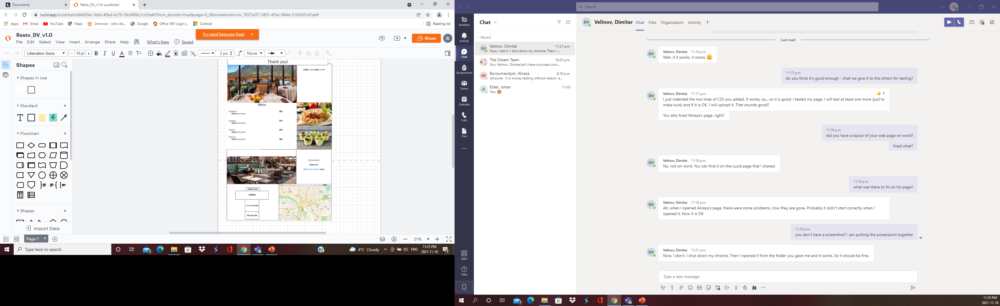 Documents
Resto_DV_v1.0: Lucidchart
lucid.app/lucidchart/e8492fec-fdcb-49ad-bc79-26c0686c1ccf/edit?from_docslist=true&page=0_0&invitationId=inv_7057a2f7-2801-47bc-964d-2162fc01d1ad#
Apps Gmail YouTube Maps Omnivox - John Ab... Google Office 365 Login |... Outlook Reading list
Resto_DV_v1.0
Try paid features free!
File Edit Select View Insert Arrange Share Help What's New Saved
Share JL
Liberation Sans 10 pt B I U A T 2 px None
Shapes
Shapes In Use
Standard
T
Flowchart
Shapes
Import Data
Thank you!
SOME WELCOME TEXT
Menu
Spaghetti $60
Short description
Lasagna $60
Short description
$60
Short description
Tiramisu $60
Short description
Reservations
Some text
link to reservations page
Resto name
Address
Opening hours
Parking info
Page 1
31%
Type here to search
3
4°C Cloudy
ENG
11:25 PM
2021-11-18
3
Search
JL
Students
Activity
Chat
Assignments
Teams
Calendar
Calls
Files
Apps
Help
Chat
Recent
DV Velinov, Dimitar 11:21 p.m.
Now, I don't. I shut down my chrome. Then I ...
The Dream Team 10:25 p.m.
You: Velinov, DimitarLet's have a private conv...
AB Boroumandyar, Alireza 8:18 p.m.
ofcourse . it is wrong nesting without reason. a...
JE Elder, Johan 11-03
You: 😉
DV Velinov, Dimitar Chat Files Organization Activity
Last read
DV Velinov, Dimitar 11:14 p.m.
Well, if it works, it works 😀
11:15 p.m.
do you think it's good enough - shall we give it to the others for testing?
DV Velinov, Dimitar 11:17 p.m. 👍 1
I just indented the two lines of CSS you added. It works, so... so it is good. I tested my page. I will test at least one more (just to
make sure) and If it is OK, I will upload it. That sounds good?
You also fixed Alireza's page, right?
11:18 p.m.
did you have a layout of your web page on word?
fixed what?
DV Velinov, Dimitar 11:18 p.m.
No, not on word. You can find it on the Lucid page that I shared.
11:18 p.m.
what was there to fix on his page?
DV Velinov, Dimitar 11:19 p.m.
Ah, when I opened Alireza's page, there were some problems, now they are gone. Probably it didn't start correctly when I
opened it. Now it is OK
11:19 p.m.
you don't have a screenshot? i am putting the powerpoint together
DV Velinov, Dimitar 11:21 p.m.
Now, I don't. I shut down my chrome. Then I opened it from the folder you gave me and it works. So it should be fine.
Type a new message
GIF
3
11:25 PM
2021-11-18